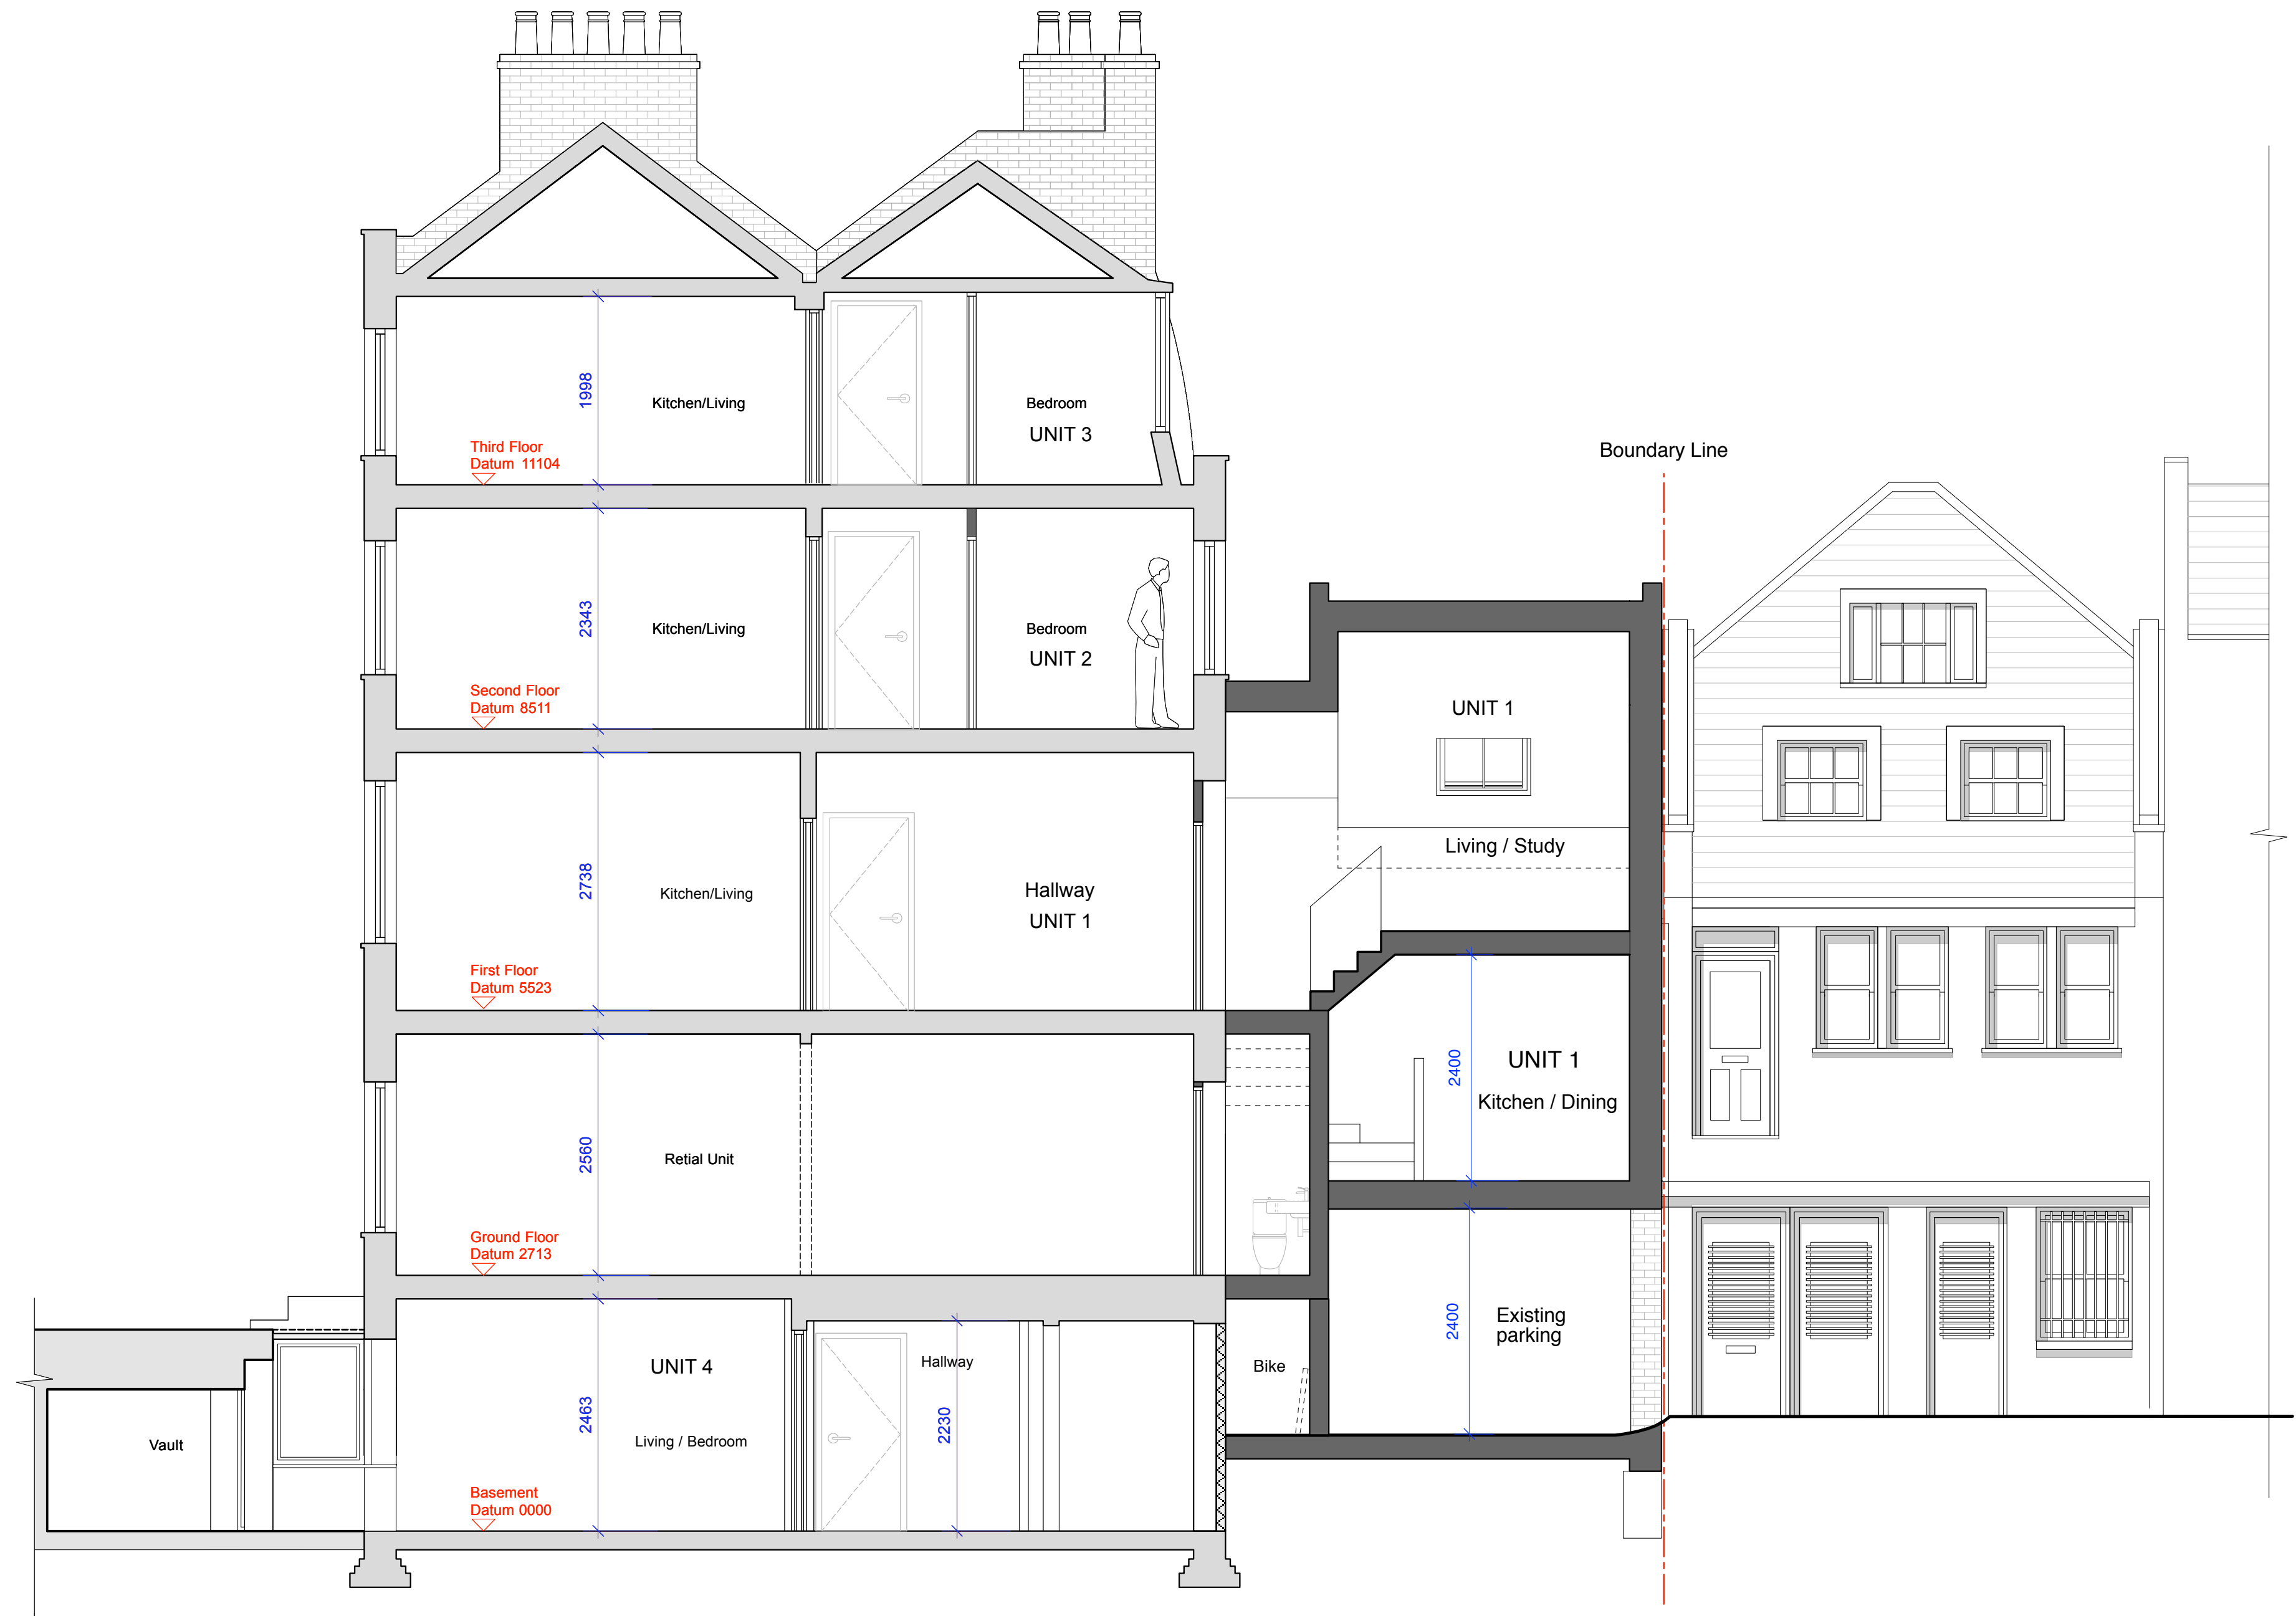 1998
Kitchen/Living
Bedroom
UNIT 3
Third Floor
Datum 11104
Boundary Line
2343
Kitchen/Living
Bedroom
UNIT 2
Second Floor
Datum 8511
UNIT 1
Living / Study
2738
Kitchen/Living
Hallway
UNIT 1
First Floor
Datum 5523
2400
UNIT 1
Kitchen / Dining
2560
Retial Unit
Ground Floor
Datum 2713
2400
Existing
parking
UNIT 4
Hallway
Bike
2463
2230
Living / Bedroom
Vault
Basement
Datum 0000